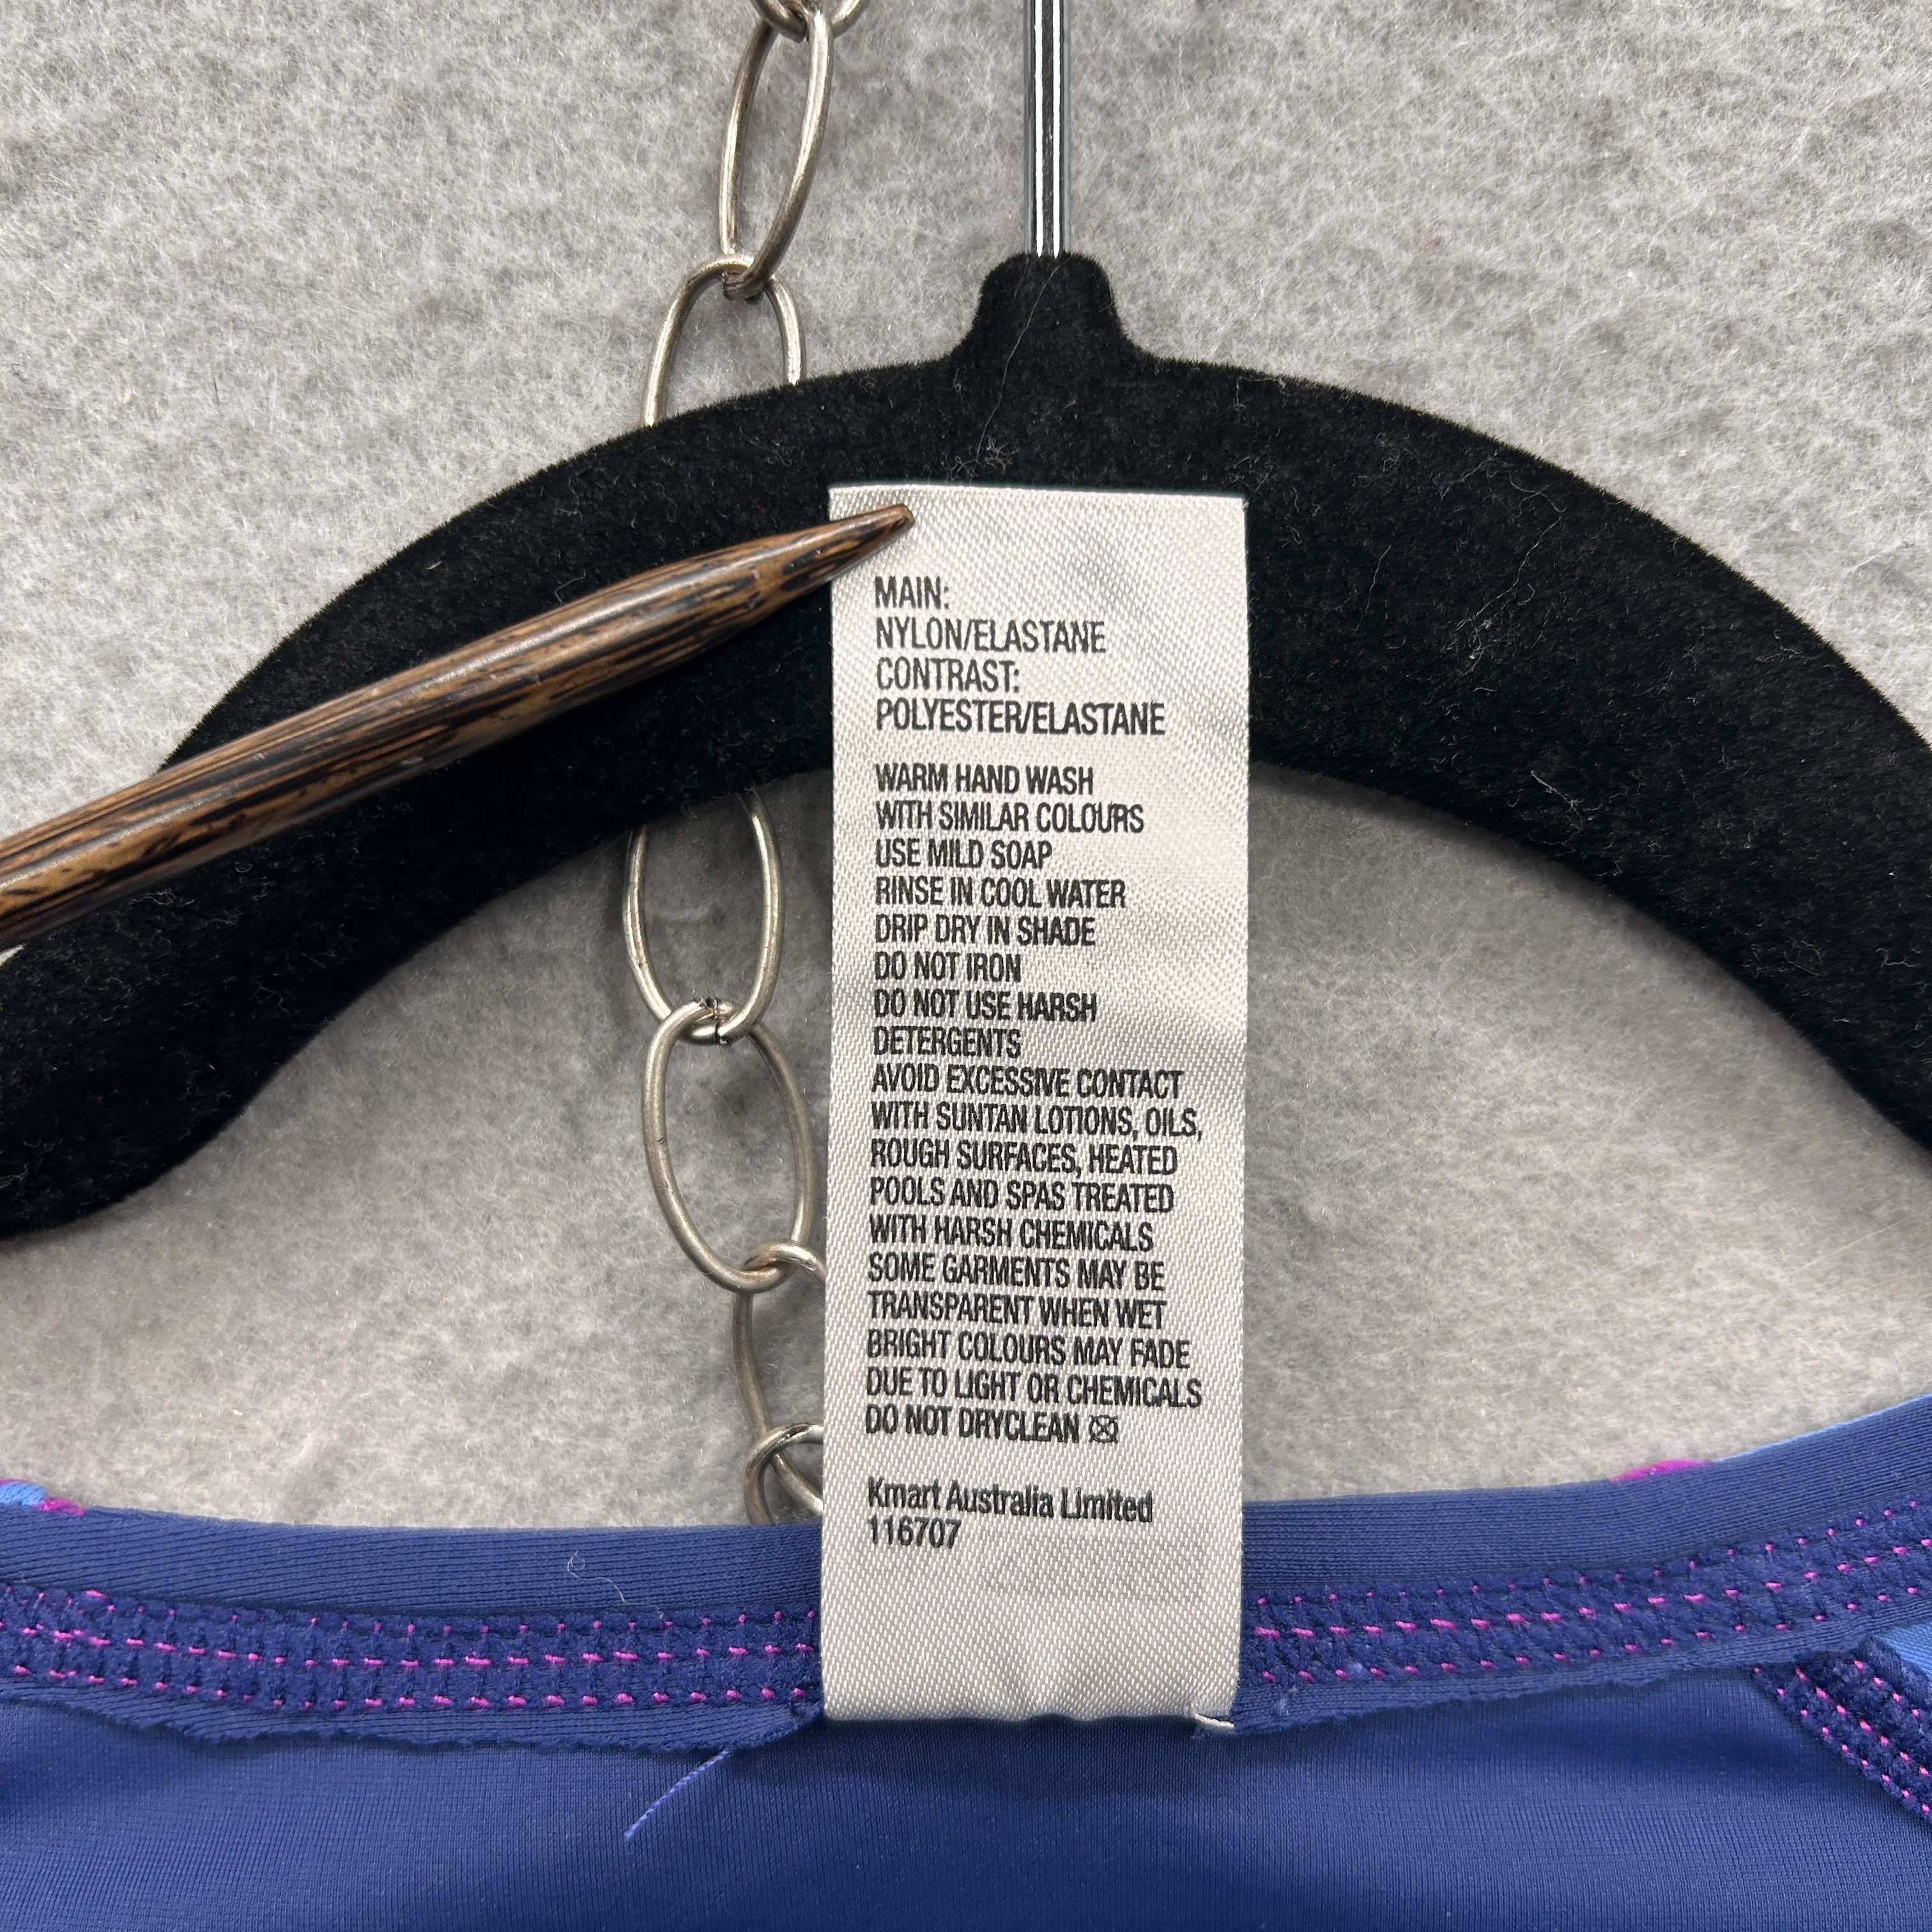 MAIN:
NYLON/ELASTANE
CONTRAST:
POLYESTER/ELASTANE
WARM HAND WASH
WITH SIMILAR COLOURS
USE MILD SOAP
RINSE IN COOL WATER
DRIP DRY IN SHADE
DO NOT IRON
DO NOT USE HARSH
DETERGENTS
AVOID EXCESSIVE CONTACT
WITH SUNTAN LOTIONS, OILS,
ROUGH SURFACES, HEATED
POOLS AND SPAS TREATED
WITH HARSH CHEMICALS
SOME GARMENTS MAY BE
TRANSPARENT WHEN WET
BRIGHT COLOURS MAY FADE
DUE TO LIGHT OR CHEMICALS
DO NOT DRYCLEAN
Kmart Australia Limited
116707